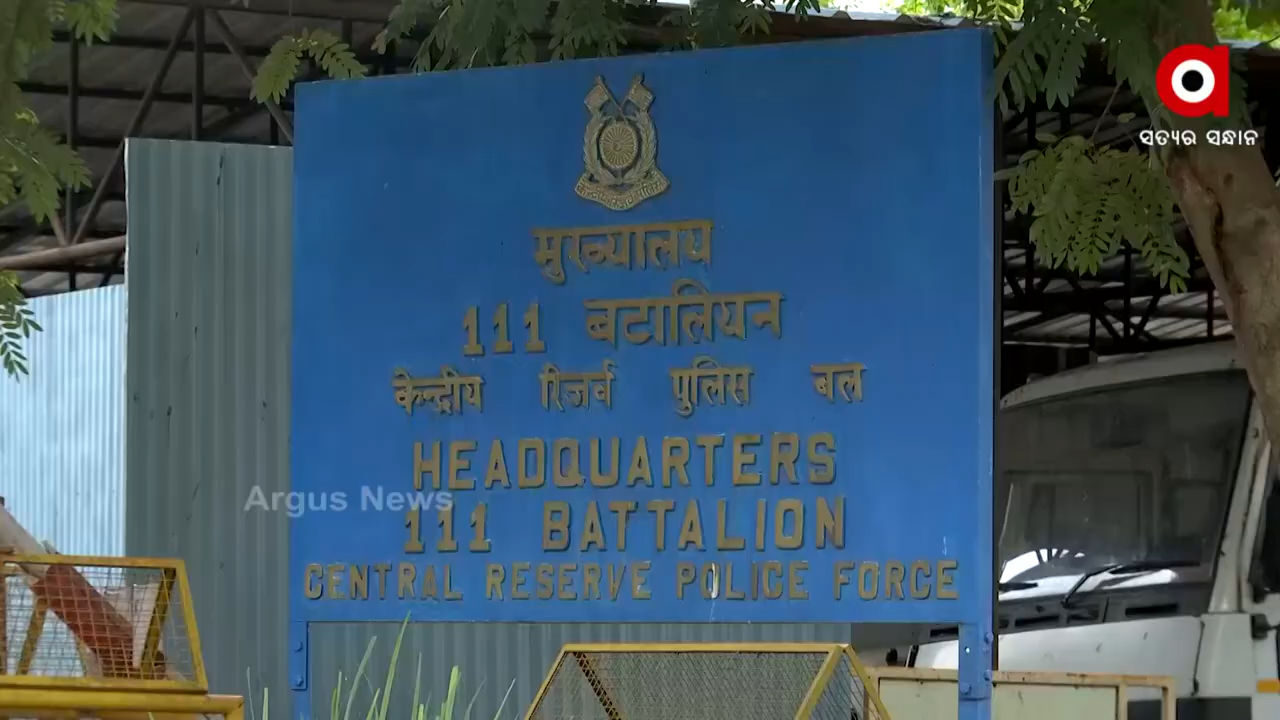 ସତ୍ୟର ସନ୍ଧାନ
मुख्यालय
111 बटालियन
केन्द्रीय रिजर्व पुलिस बल
HEADQUARTERS
Argus News
111 BATTALION
CENTRAL RESERVE POLICE FORCE